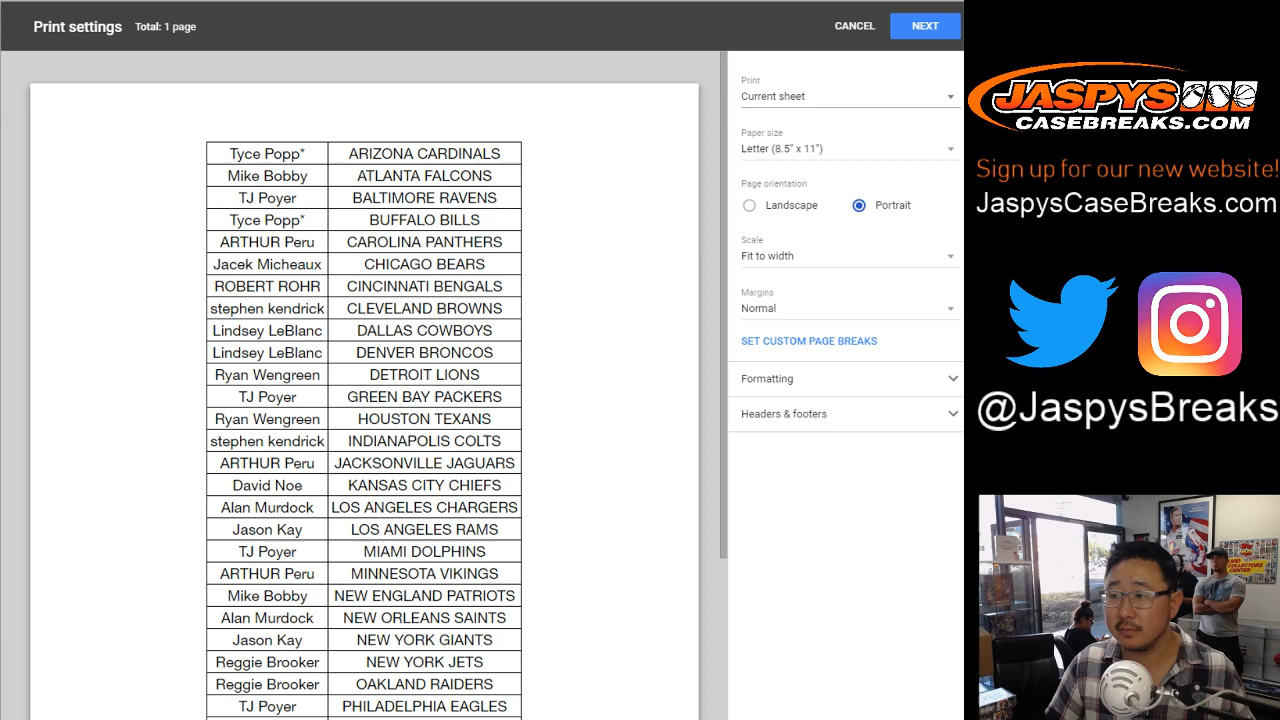 Print settings Total: 1 page CANCEL NEXT
Tyce Popp* ARIZONA CARDINALS
Mike Bobby ATLANTA FALCONS
TJ Poyer BALTIMORE RAVENS
Tyce Popp* BUFFALO BILLS
ARTHUR Peru CAROLINA PANTHERS
Jacek Micheaux CHICAGO BEARS
ROBERT ROHR CINCINNATI BENGALS
stephen kendrick CLEVELAND BROWNS
Lindsey LeBlanc DALLAS COWBOYS
Lindsey LeBlanc DENVER BRONCOS
Ryan Wengreen DETROIT LIONS
TJ Poyer GREEN BAY PACKERS
Ryan Wengreen HOUSTON TEXANS
stephen kendrick INDIANAPOLIS COLTS
ARTHUR Peru JACKSONVILLE JAGUARS
David Noe KANSAS CITY CHIEFS
Alan Murdock LOS ANGELES CHARGERS
Jason Kay LOS ANGELES RAMS
TJ Poyer MIAMI DOLPHINS
ARTHUR Peru MINNESOTA VIKINGS
Mike Bobby NEW ENGLAND PATRIOTS
Alan Murdock NEW ORLEANS SAINTS
Jason Kay NEW YORK GIANTS
Reggie Brooker NEW YORK JETS
Reggie Brooker OAKLAND RAIDERS
TJ Poyer PHILADELPHIA EAGLES
Print
Current sheet
Paper size
Letter (8.5" x 11")
Page orientation
Landscape Portrait
Scale
Fit to width
Margins
Normal
SET CUSTOM PAGE BREAKS
Formatting
Headers & footers
JASPYS
CASEBREAKS.COM
Sign up for our new website!
JaspysCaseBreaks.com
@JaspysBreaks
COLLECTORS
CENTER